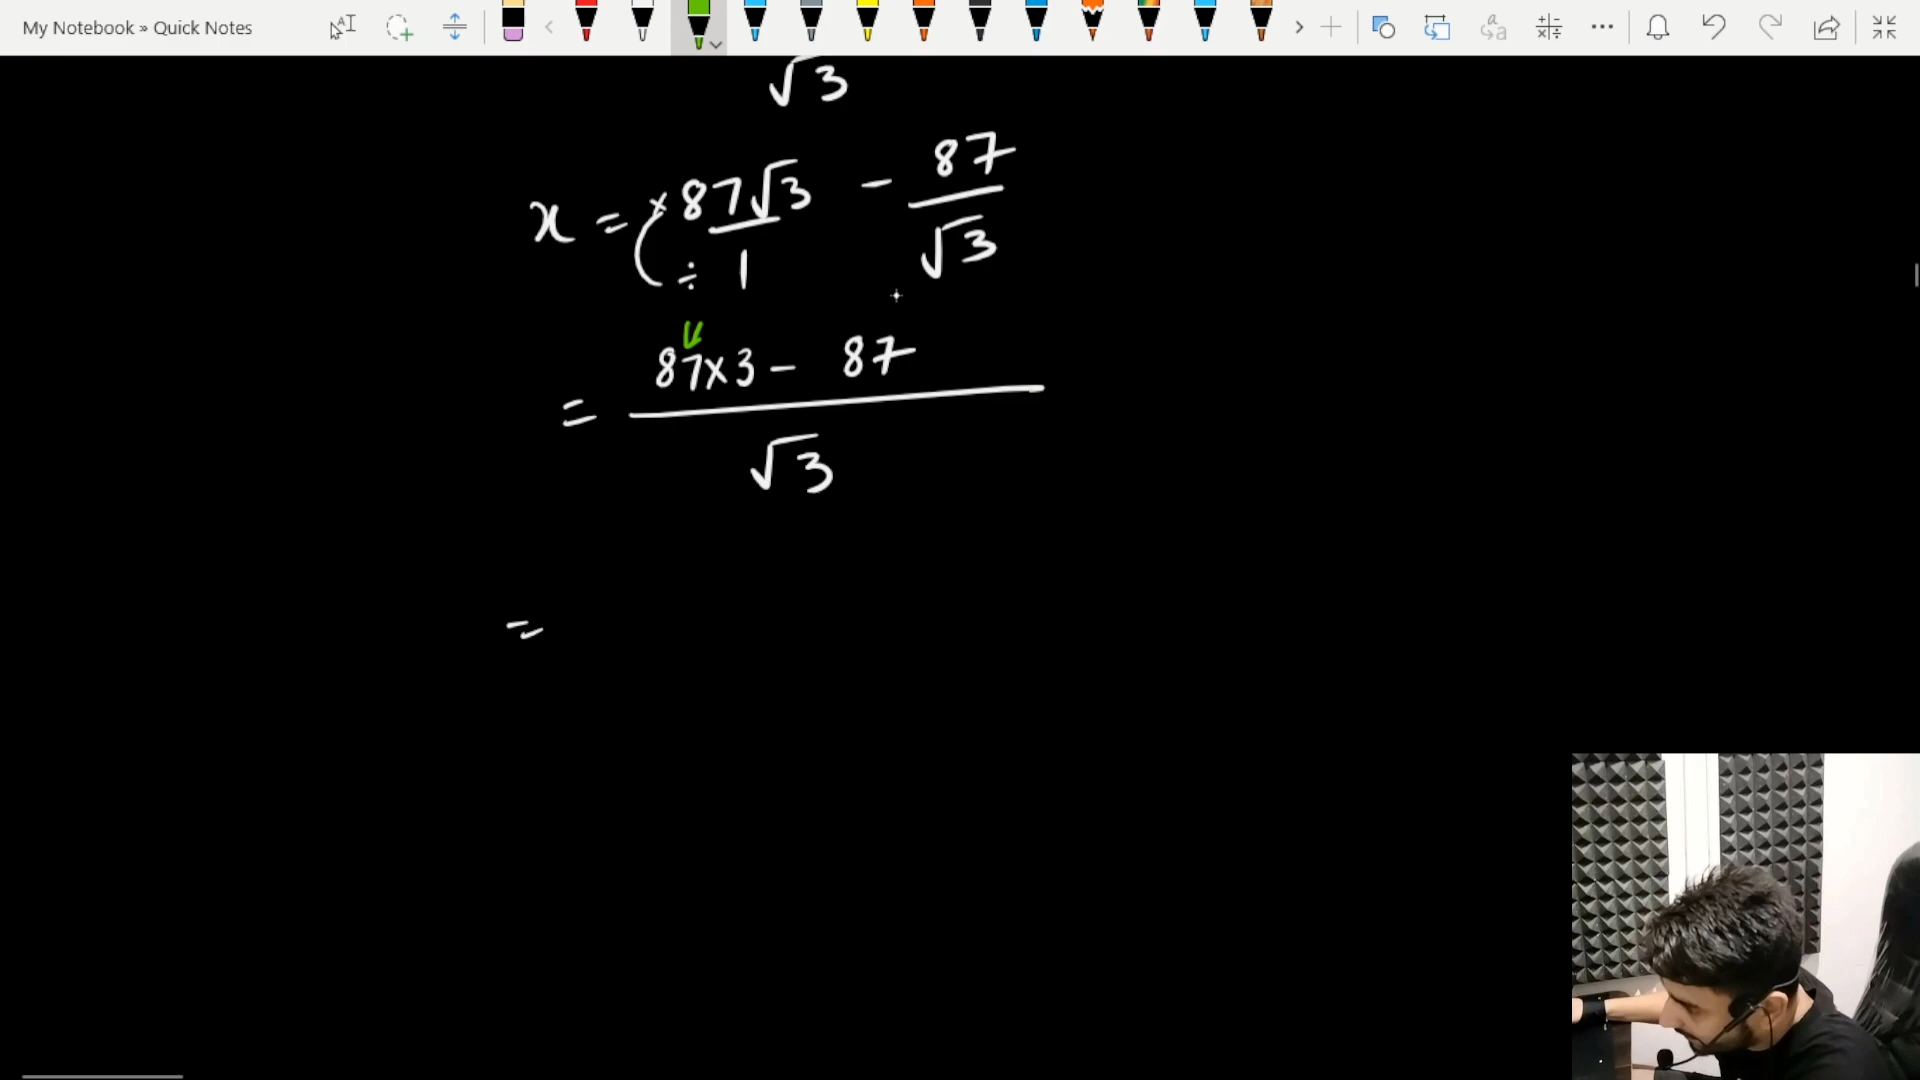 My Notebook » Quick Notes
√3
x = × 87√3 / 1 - 87 / √3
÷
= 87×3 - 87
√3
=